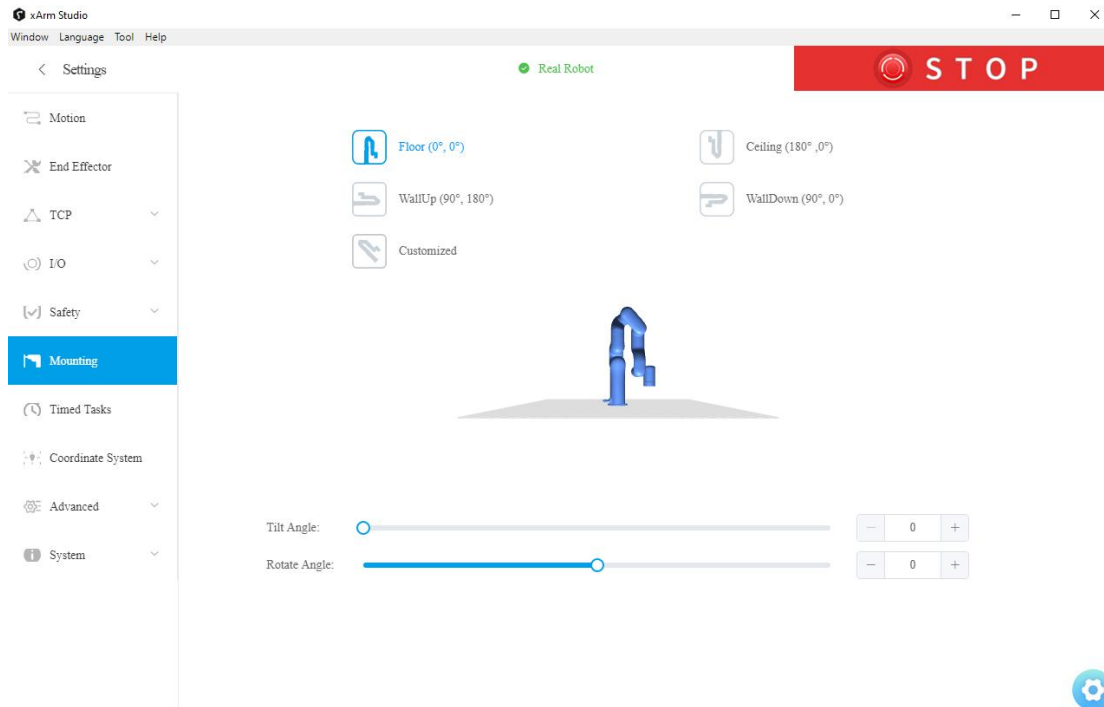 xArm Studio
Window Language Tool Help
Settings
Real Robot
STOP
Motion
End Effector
TCP
I/O
Safety
Mounting
Timed Tasks
Coordinate System
Advanced
System
Floor (0°, 0°)
Ceiling (180° ,0°)
WallUp (90°, 180°)
WallDown (90°, 0°)
Customized
Tilt Angle:
0
Rotate Angle:
0